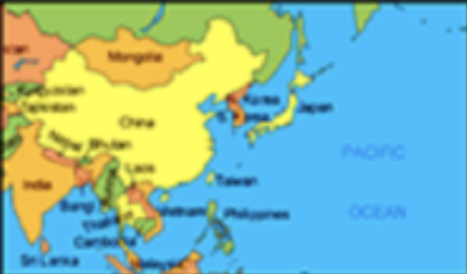 Mongolia
Kyrgyzstan
Tajikistan
Korea
S. Korea
Japan
China
Nepal
Bhutan
PACIFIC
Laos
India
Taiwan
Vietnam
Philippines
OCEAN
Cambodia
Sri Lanka
Malaysia